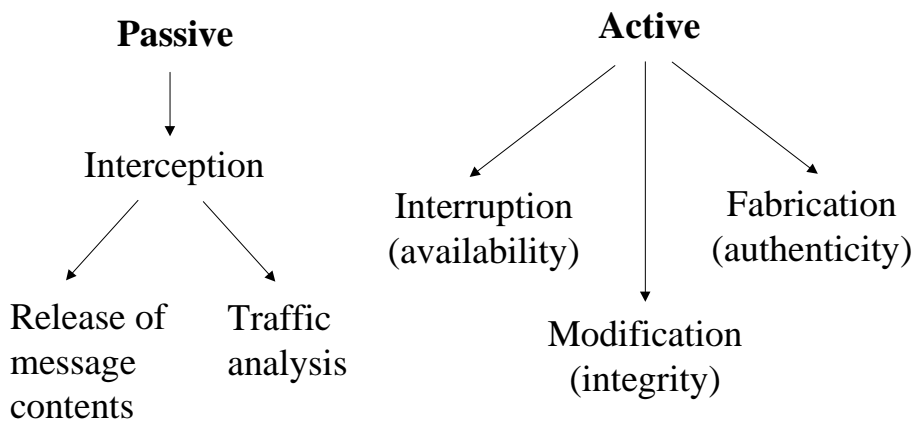 Passive
Interception
Release of
message
contents
Traffic
analysis
Active
Interruption
(availability)
Modification
(integrity)
Fabrication
(authenticity)